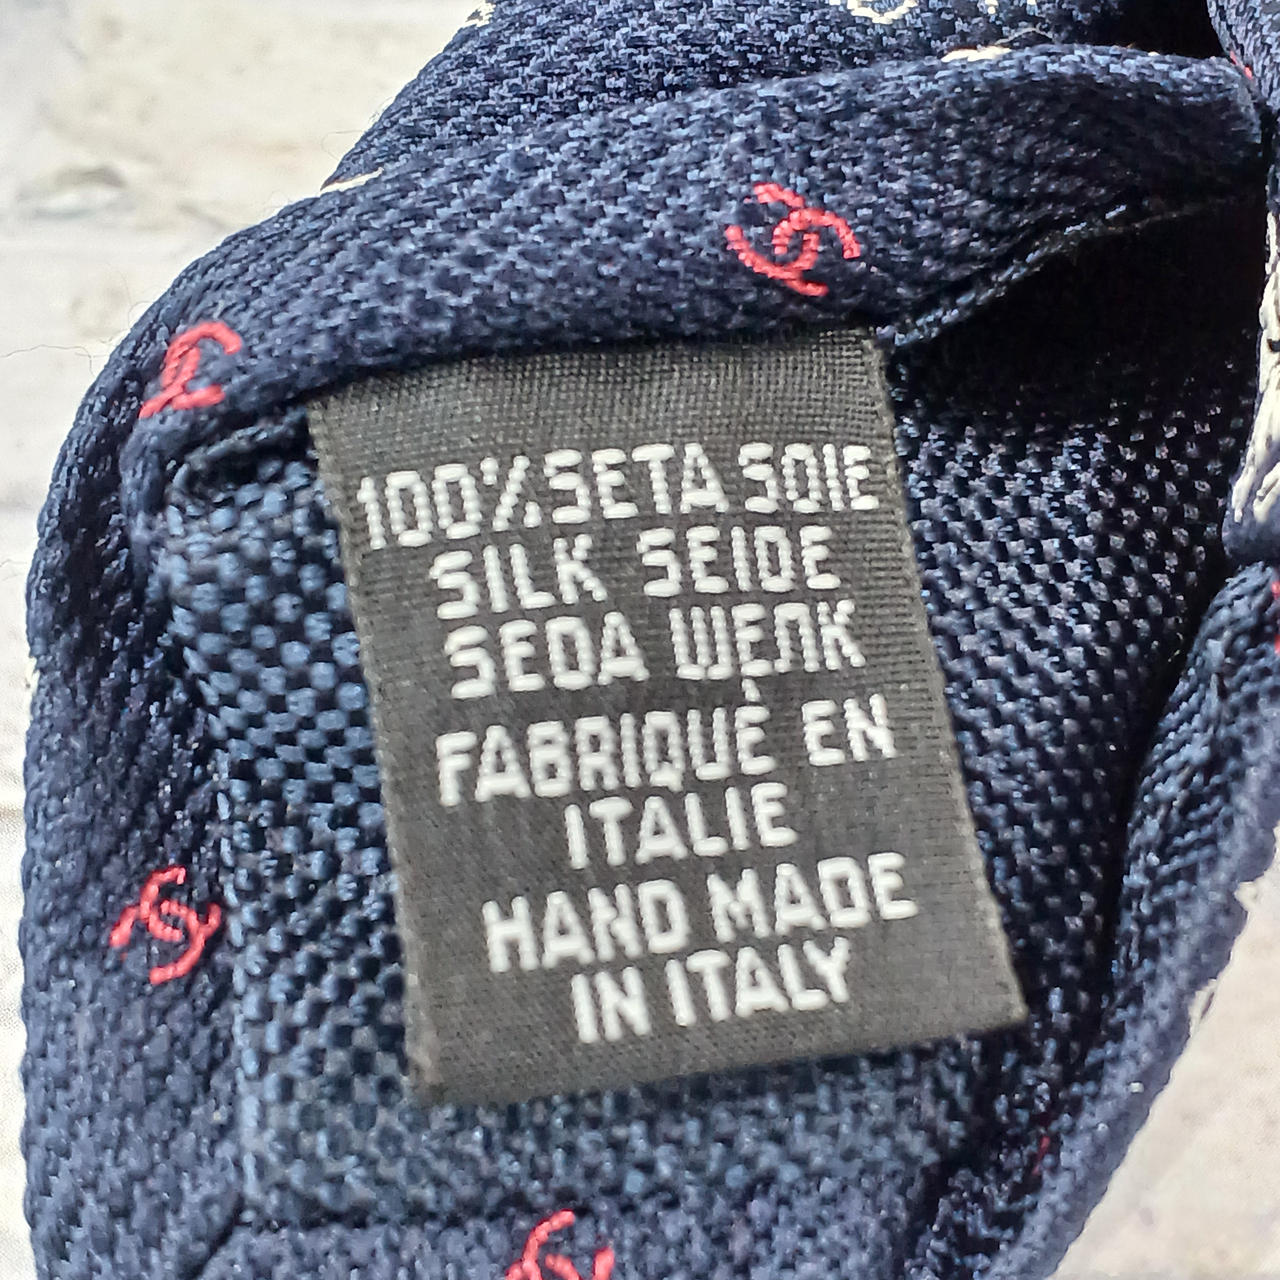 100%SETA SOIE
SILK SEIDE
SEDA ШЕЛК
FABRIQUÉ EN
ITALIE
HAND MADE
IN ITALY